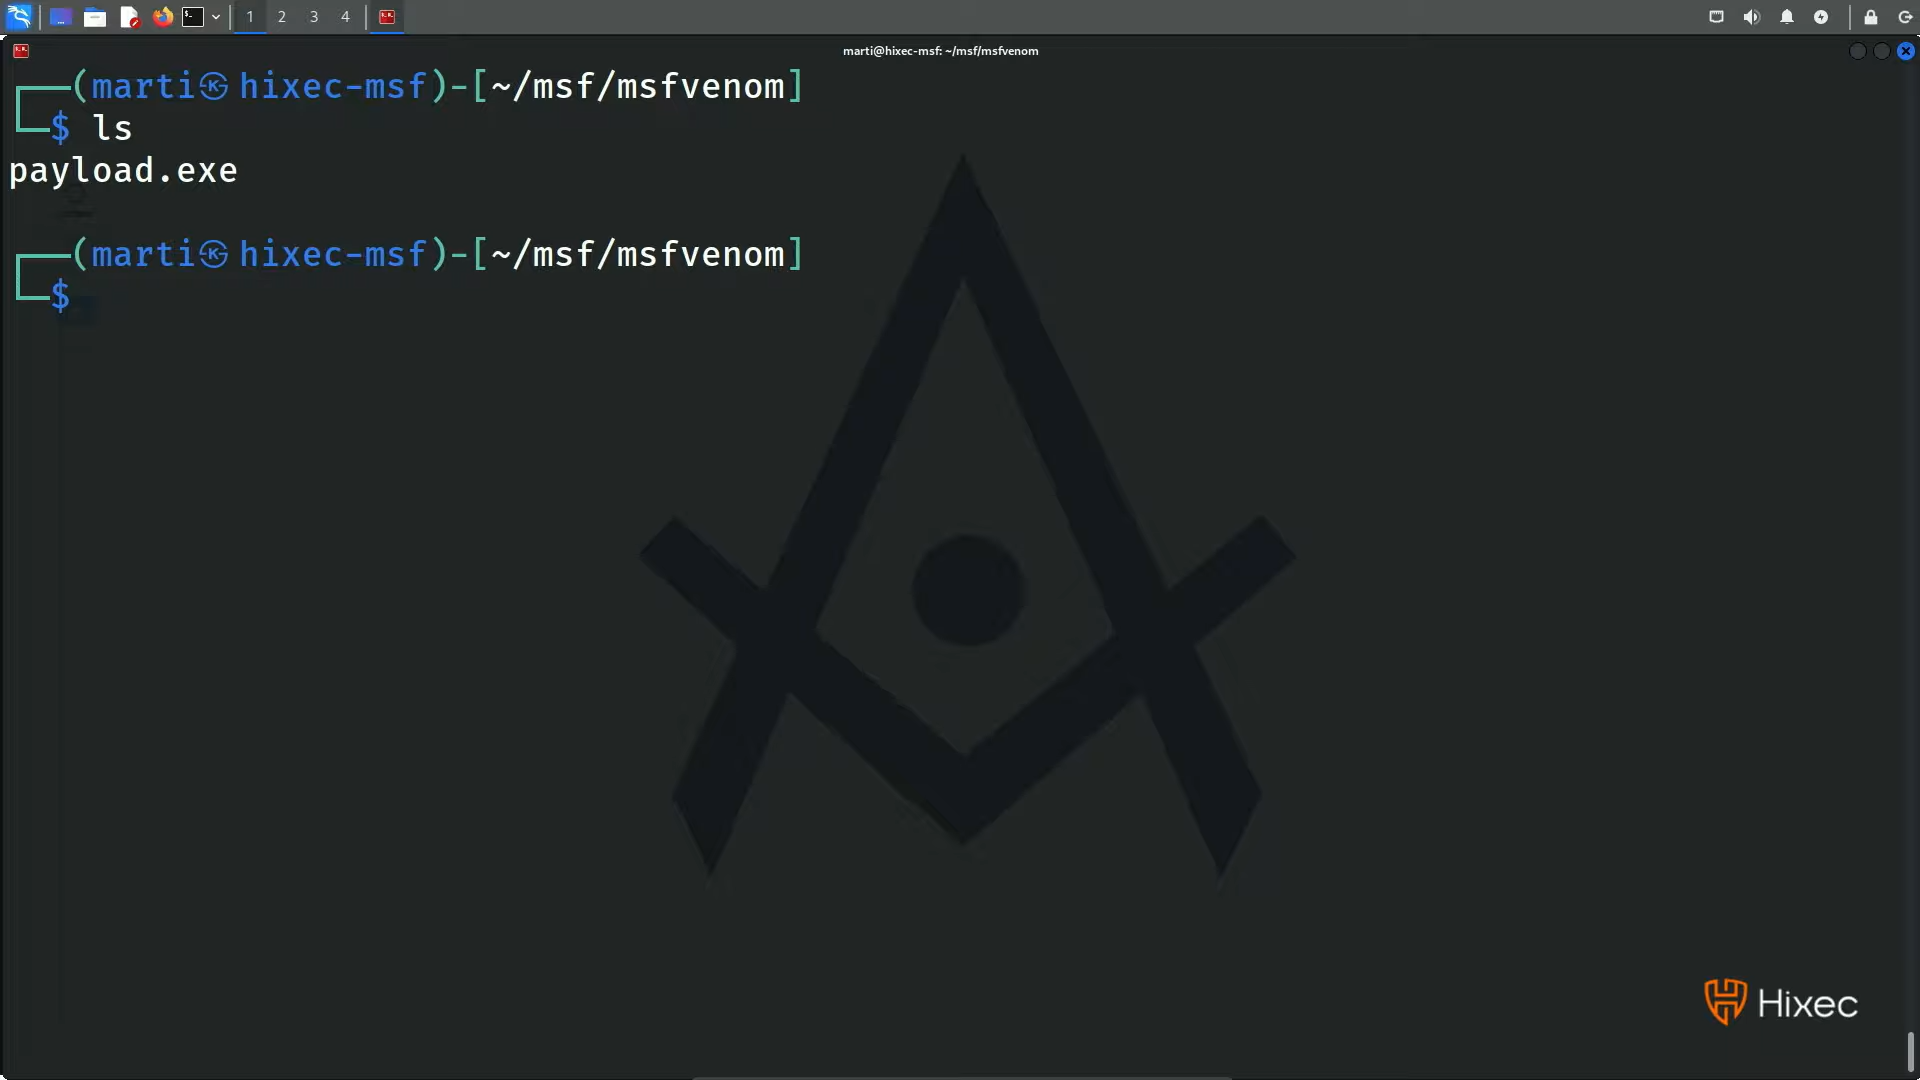 1 2 3 4
marti@hixec-msf: ~/msf/msfvenom
┌──(marti㉿hixec-msf)-[~/msf/msfvenom]
└─$ ls
payload.exe
┌──(marti㉿hixec-msf)-[~/msf/msfvenom]
└─$
Hixec